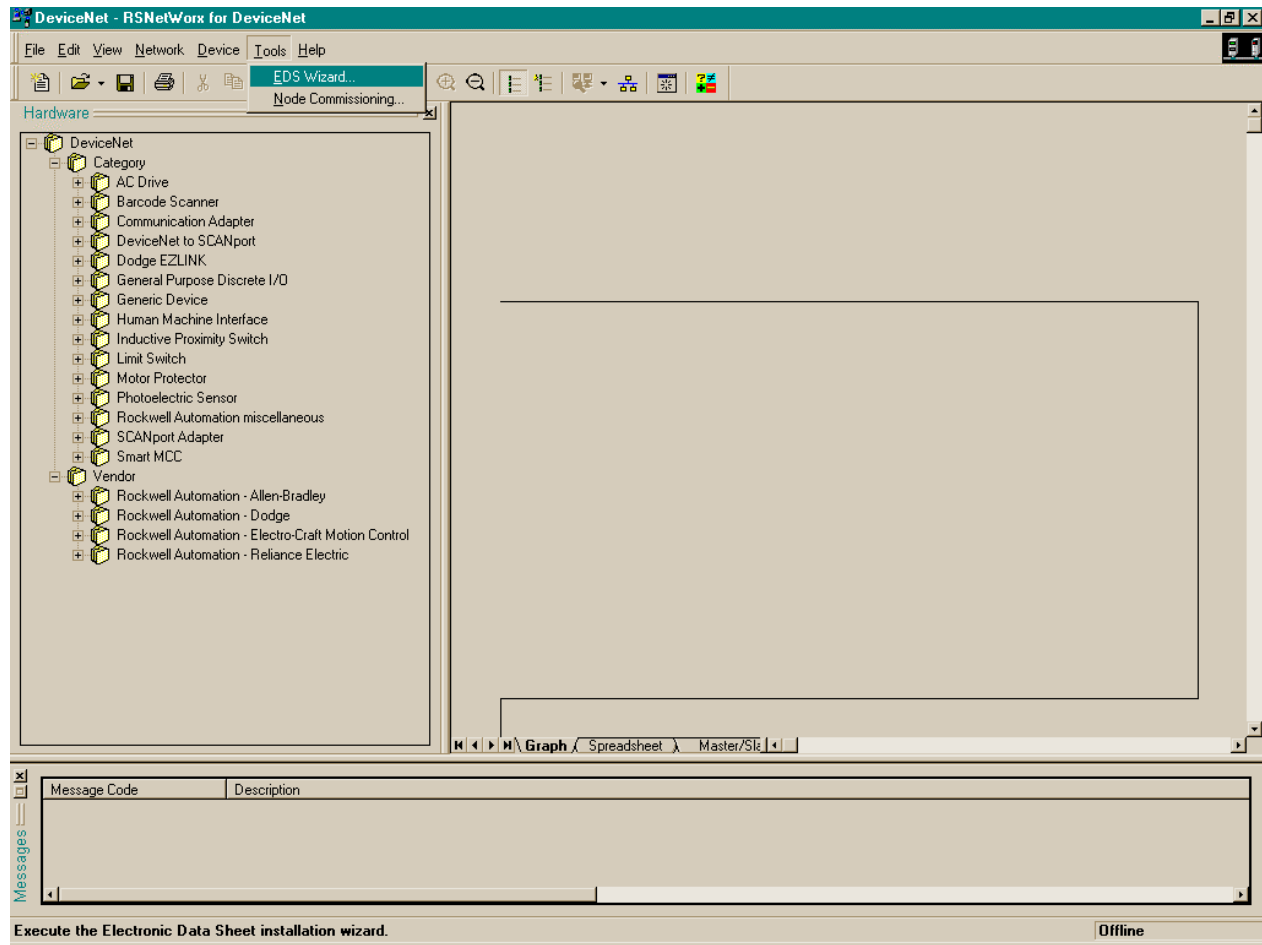 DeviceNet - RSNetWorx for DeviceNet
File Edit View Network Device Tools Help
EDS Wizard...
Node Commissioning...
Hardware
DeviceNet
Category
AC Drive
Barcode Scanner
Communication Adapter
DeviceNet to SCANport
Dodge EZLINK
General Purpose Discrete I/O
Generic Device
Human Machine Interface
Inductive Proximity Switch
Limit Switch
Motor Protector
Photoelectric Sensor
Rockwell Automation miscellaneous
SCANport Adapter
Smart MCC
Vendor
Rockwell Automation - Allen-Bradley
Rockwell Automation - Dodge
Rockwell Automation - Electro-Craft Motion Control
Rockwell Automation - Reliance Electric
Graph Spreadsheet Master/Sla
Message Code Description
Messages
Execute the Electronic Data Sheet installation wizard. Offline